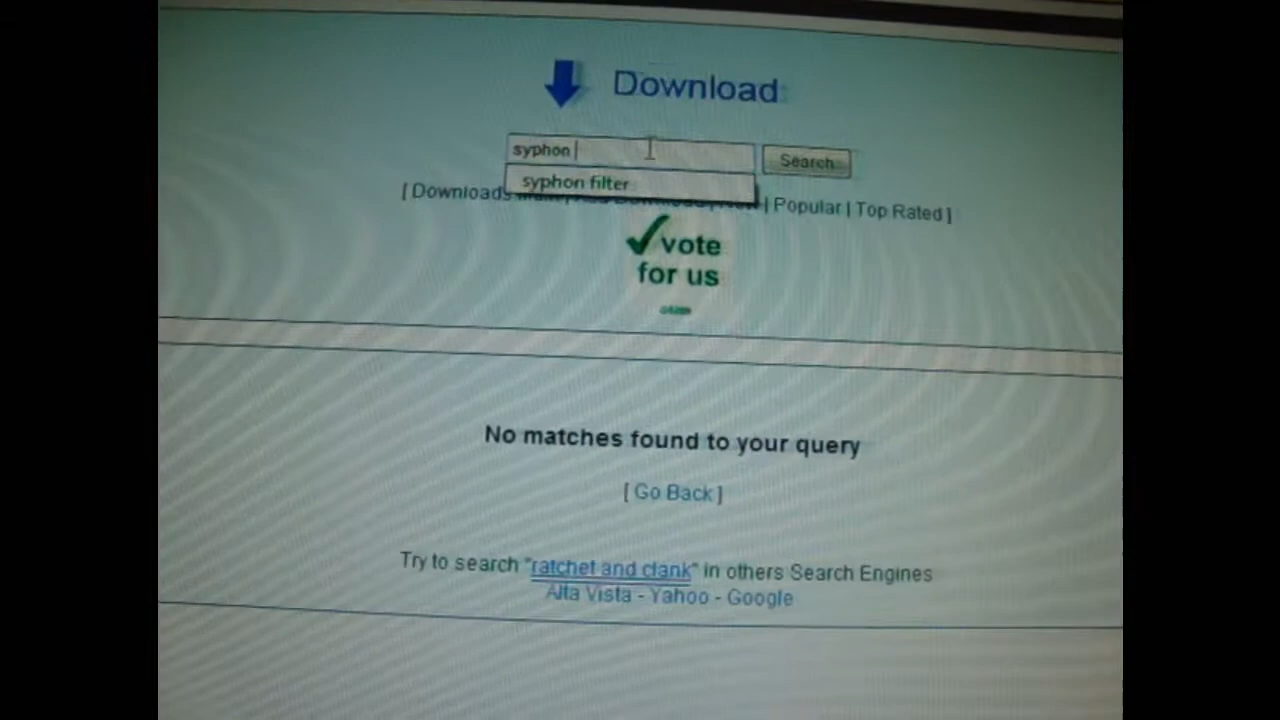 Download
syphon
Search
syphon filter
[ Downloads | Popular | Top Rated ]
vote
for us
No matches found to your query
[ Go Back ]
Try to search "ratchet and clank" in others Search Engines
Alta Vista - Yahoo - Google